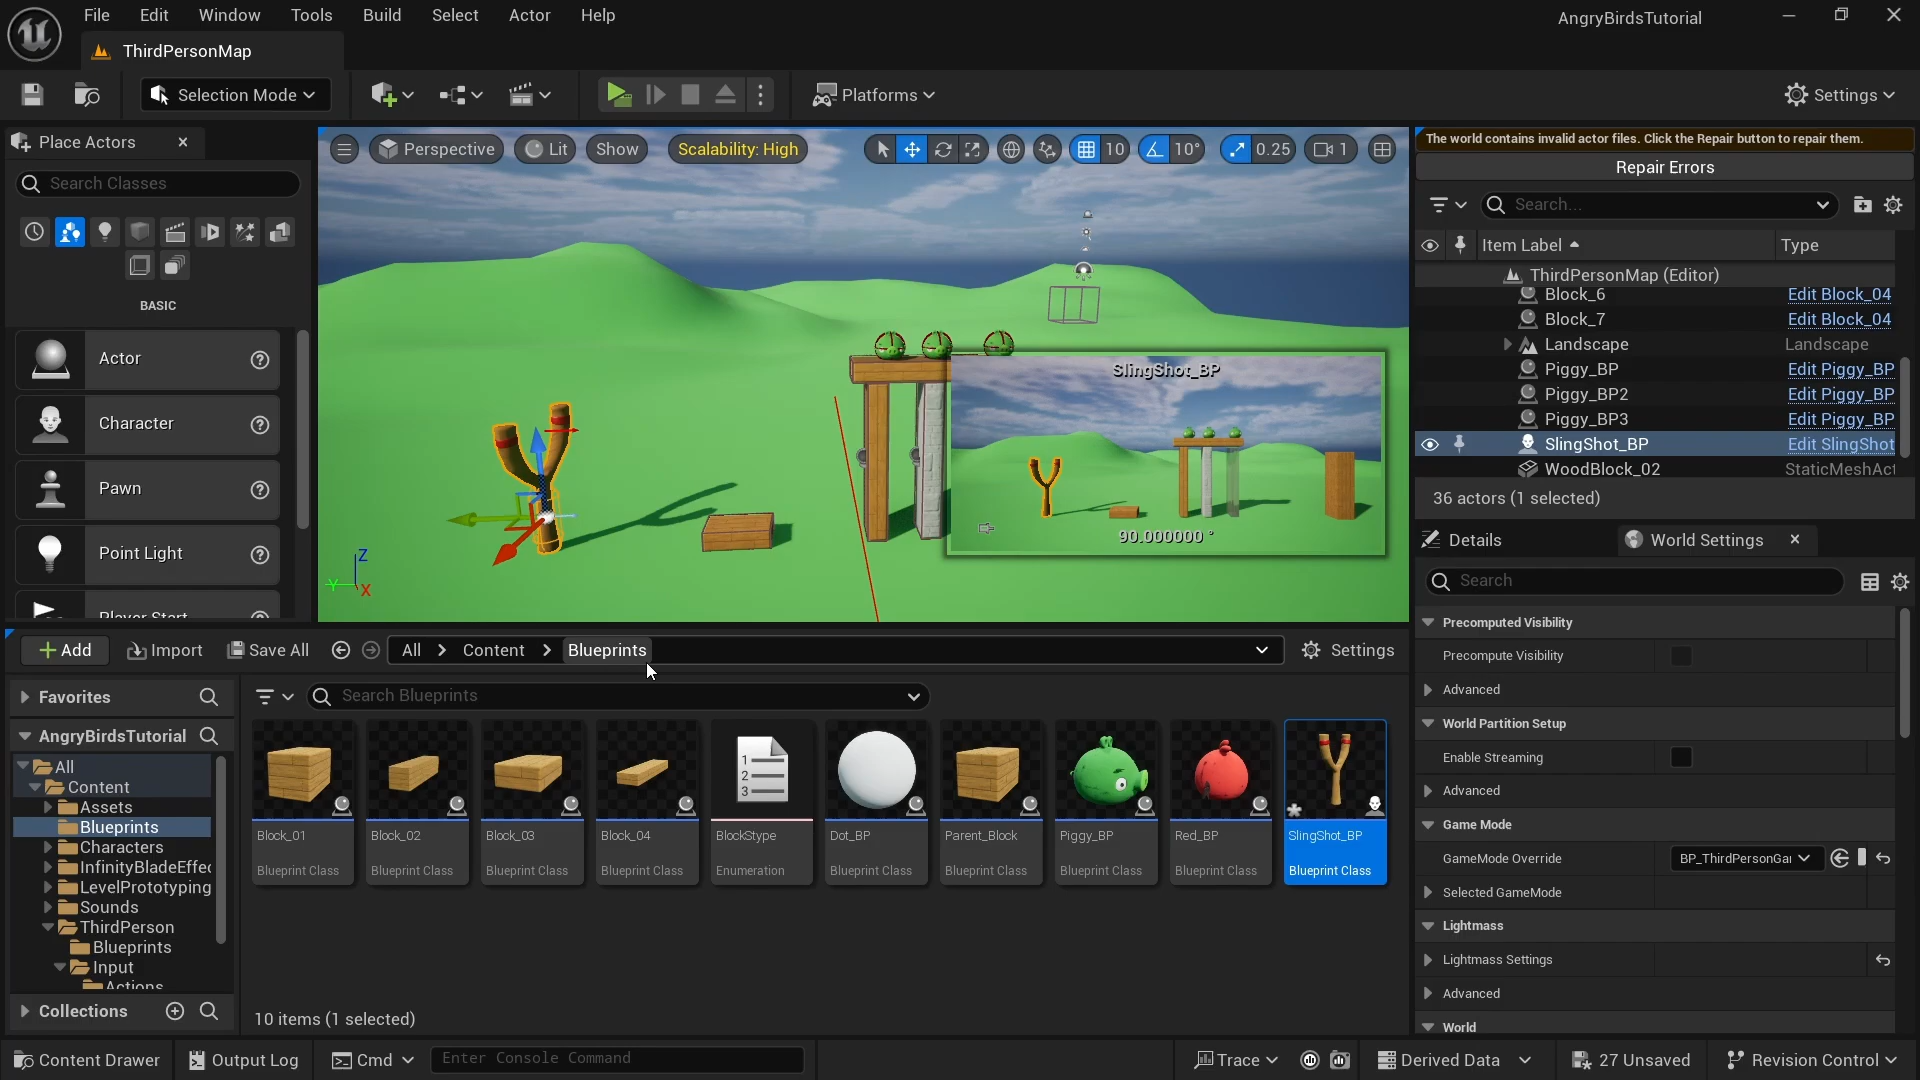 File Edit Window Tools Build Select Actor Help
AngryBirdsTutorial
ThirdPersonMap
Selection Mode
Platforms
Settings
Place Actors
Search Classes
BASIC
Actor
Character
Pawn
Point Light
Perspective
Lit
Show
Scalability: High
10
10°
0.25
1
SlingShot_BP
90.000000 °
Z
Y
X
The world contains invalid actor files. Click the Repair button to repair them.
Repair Errors
Search...
Item Label Type
ThirdPersonMap (Editor)
Block_6 Edit Block_04
Block_7 Edit Block_04
Landscape Landscape
Piggy_BP Edit Piggy_BP
Piggy_BP2 Edit Piggy_BP
Piggy_BP3 Edit Piggy_BP
SlingShot_BP Edit SlingShot
WoodBlock_02 StaticMeshAct
36 actors (1 selected)
Details
World Settings
Search
Precomputed Visibility
Precompute Visibility
Advanced
World Partition Setup
Enable Streaming
Advanced
Game Mode
GameMode Override BP_ThirdPersonGa
Selected GameMode
Lightmass
Lightmass Settings
Advanced
World
Add
Import
Save All
All
Content
Blueprints
Settings
Favorites
AngryBirdsTutorial
All
Content
Assets
Blueprints
Characters
InfinityBladeEffec
LevelPrototyping
Sounds
ThirdPerson
Blueprints
Input
Actions
Collections
Search Blueprints
Block_01
Blueprint Class
Block_02
Blueprint Class
Block_03
Blueprint Class
Block_04
Blueprint Class
1
2
3
BlockStype
Enumeration
Dot_BP
Blueprint Class
Parent_Block
Blueprint Class
Piggy_BP
Blueprint Class
Red_BP
Blueprint Class
SlingShot_BP
Blueprint Class
10 items (1 selected)
Content Drawer
Output Log
Cmd
Enter Console Command
Trace
Derived Data
27 Unsaved
Revision Control